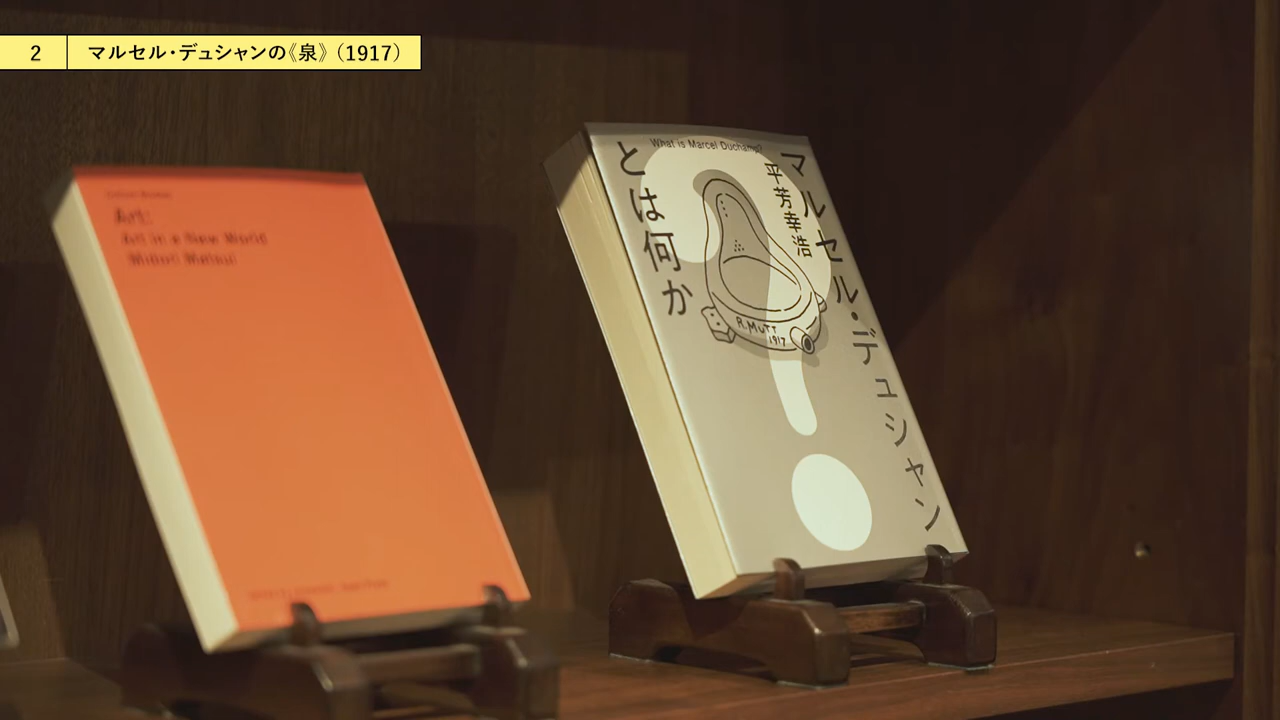 2 マルセル・デュシャンの《泉》（1917）
Art:
Art in a New World
Midori Matsui
What is Marcel Duchamp?
マルセル・デュシャン
とは何か
平芳幸浩
R.MUTT
1917